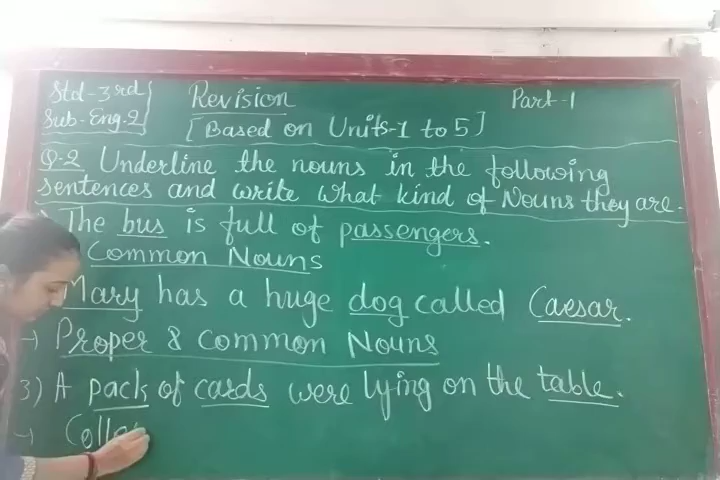 Std-3rd
Sub-Eng-2
Revision
Part-1
[Based on Units-1 to 5]
Q-2 Underline the nouns in the following
sentences and write what kind of Nouns they are.
The bus is full of passengers.
Common Nouns
Mary has a huge dog called Caesar.
→ Proper & common Nouns
3) A pack of cards were lying on the table.
→ Colle